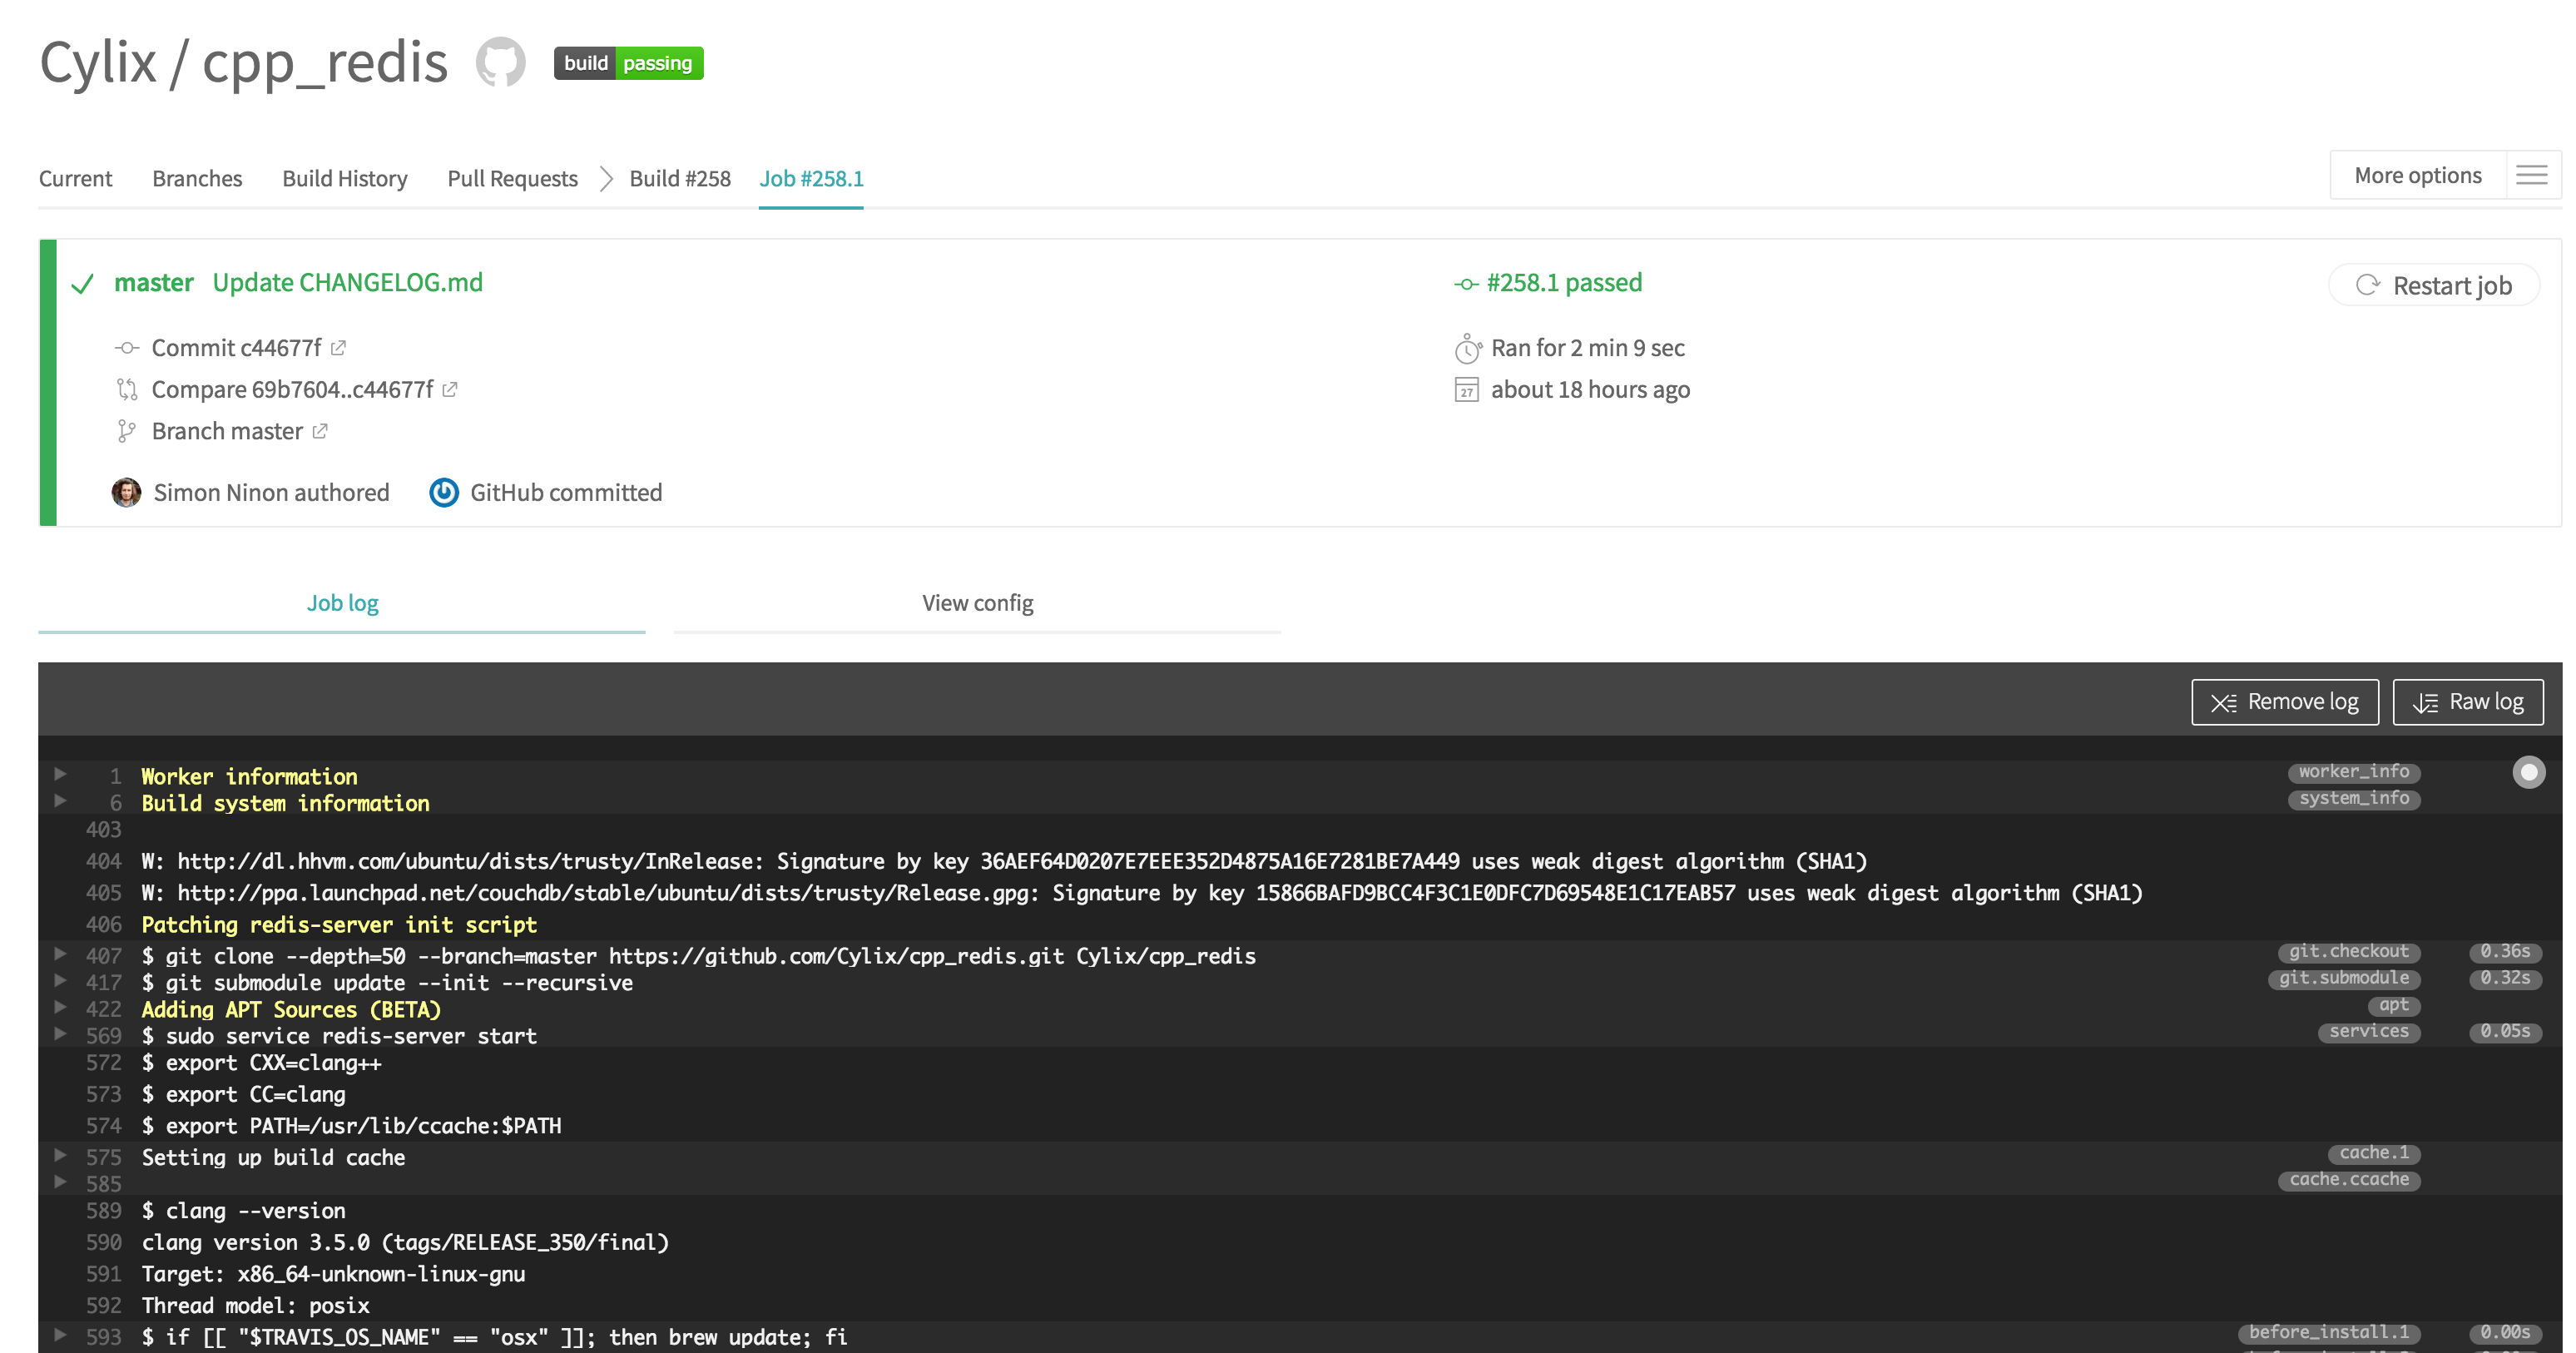 Cylix / cpp_redis build passing
Current Branches Build History Pull Requests Build #258 Job #258.1 More options
master Update CHANGELOG.md #258.1 passed Restart job
Commit c44677f Ran for 2 min 9 sec
Compare 69b7604..c44677f 27 about 18 hours ago
Branch master
Simon Ninon authored GitHub committed
Job log View config
Remove log Raw log
1 Worker information worker_info
6 Build system information system_info
403
404 W: http://dl.hhvm.com/ubuntu/dists/trusty/InRelease: Signature by key 36AEF64D0207E7EEE352D4875A16E7281BE7A449 uses weak digest algorithm (SHA1)
405 W: http://ppa.launchpad.net/couchdb/stable/ubuntu/dists/trusty/Release.gpg: Signature by key 15866BAFD9BCC4F3C1E0DFC7D69548E1C17EAB57 uses weak digest algorithm (SHA1)
406 Patching redis-server init script
407 $ git clone --depth=50 --branch=master https://github.com/Cylix/cpp_redis.git Cylix/cpp_redis git.checkout 0.36s
417 $ git submodule update --init --recursive git.submodule 0.32s
422 Adding APT Sources (BETA) apt
569 $ sudo service redis-server start services 0.05s
572 $ export CXX=clang++
573 $ export CC=clang
574 $ export PATH=/usr/lib/ccache:$PATH
575 Setting up build cache cache.1
585 cache.ccache
589 $ clang --version
590 clang version 3.5.0 (tags/RELEASE_350/final)
591 Target: x86_64-unknown-linux-gnu
592 Thread model: posix
593 $ if [[ "$TRAVIS_OS_NAME" == "osx" ]]; then brew update; fi before_install.1 0.00s